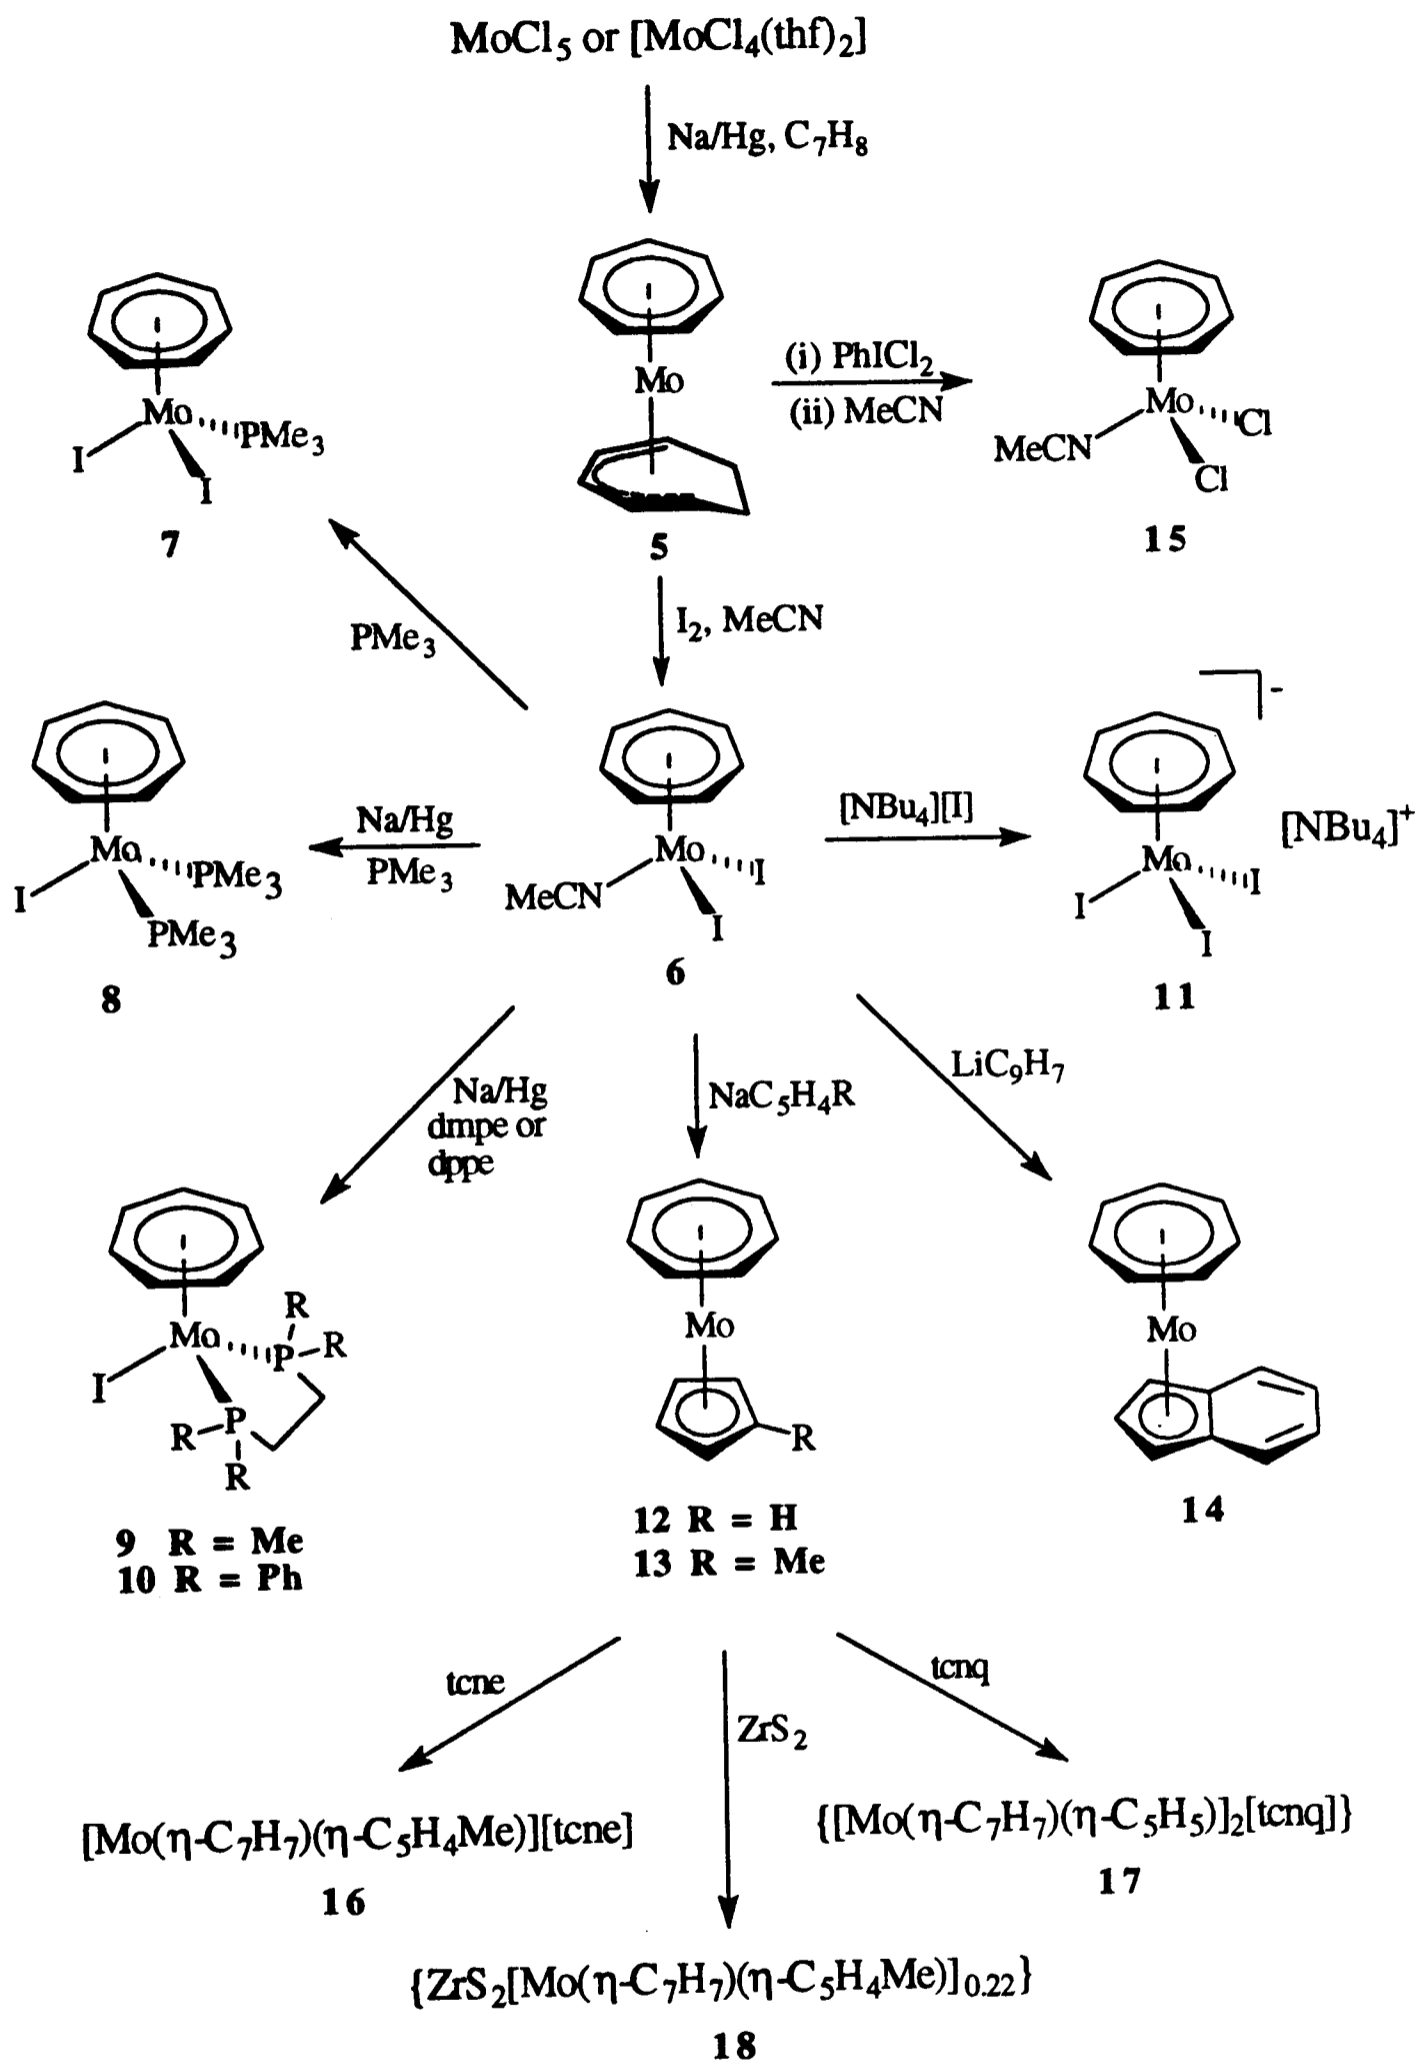 MoCl5 or [MoCl4(thf)2]
Na/Hg, C7H8
Mo
I
I
PMe3
7
Mo
5
(i) PhICl2
(ii) MeCN
Mo
MeCN
Cl
Cl
15
PMe3
I2, MeCN
Mo
I
PMe3
PMe3
8
Na/Hg
PMe3
Mo
MeCN
I
I
6
[NBu4][I]
-
Mo
I
I
I
[NBu4]+
11
Na/Hg
dmpe or
dppe
NaC5H4R
LiC9H7
Mo
I
P
R
R
P
R
R
9 R = Me
10 R = Ph
Mo
R
12 R = H
13 R = Me
Mo
14
tcne
ZrS2
tcnq
[Mo(η-C7H7)(η-C5H4Me)][tcne]
16
{[Mo(η-C7H7)(η-C5H5)]2[tcnq]}
17
{ZrS2[Mo(η-C7H7)(η-C5H4Me)]0.22}
18